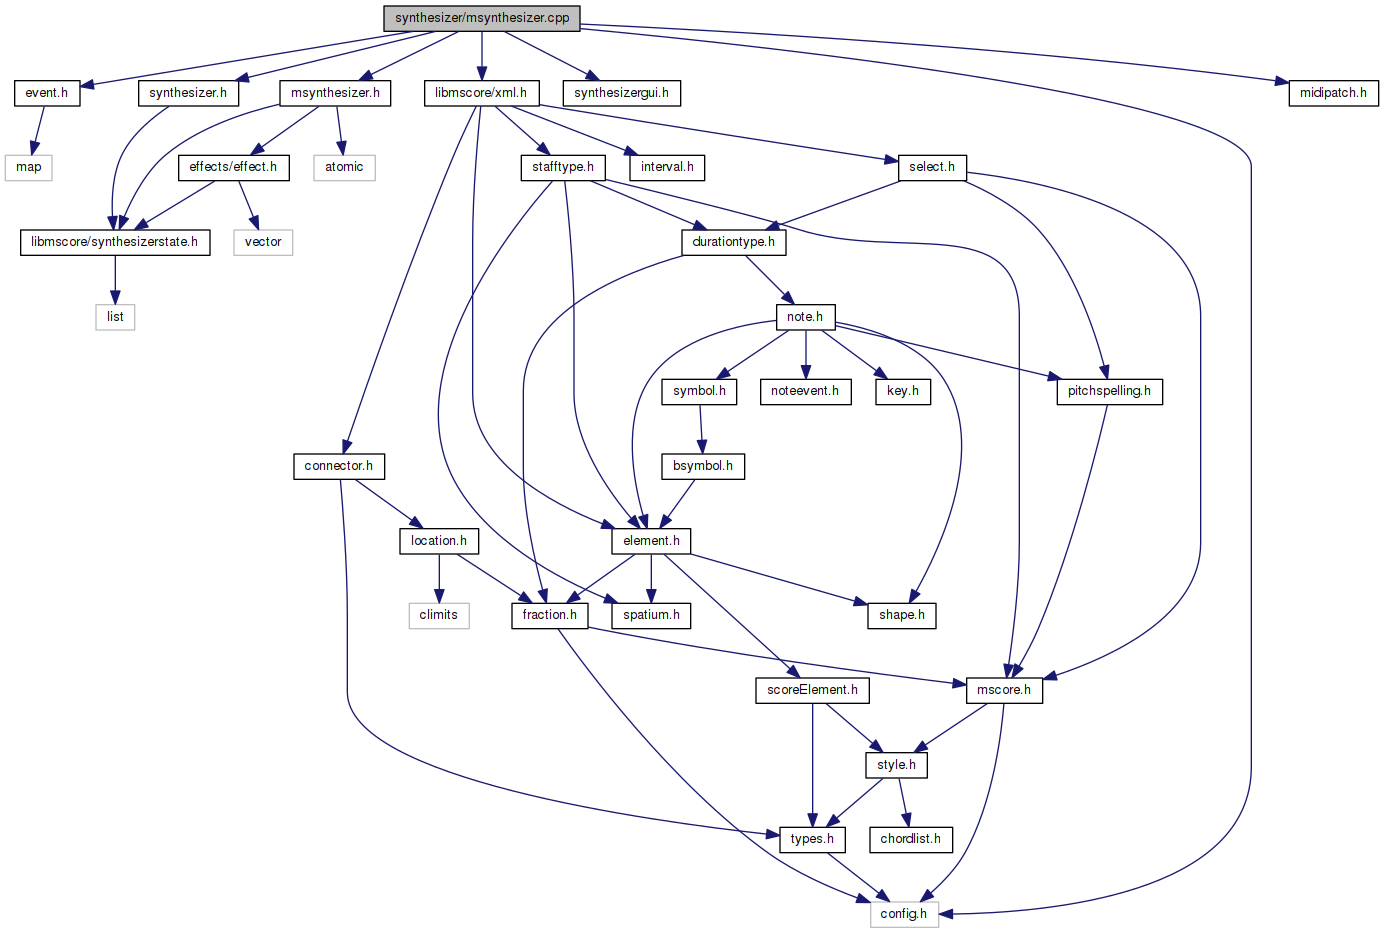 synthesizer/msynthesizer.cpp
event.h
synthesizer.h
msynthesizer.h
libmscore/xml.h
synthesizergui.h
midipatch.h
map
effects/effect.h
atomic
stafftype.h
interval.h
select.h
libmscore/synthesizerstate.h
vector
durationtype.h
list
note.h
symbol.h
noteevent.h
key.h
pitchspelling.h
connector.h
bsymbol.h
location.h
element.h
climits
fraction.h
spatium.h
shape.h
scoreElement.h
mscore.h
style.h
types.h
chordlist.h
config.h